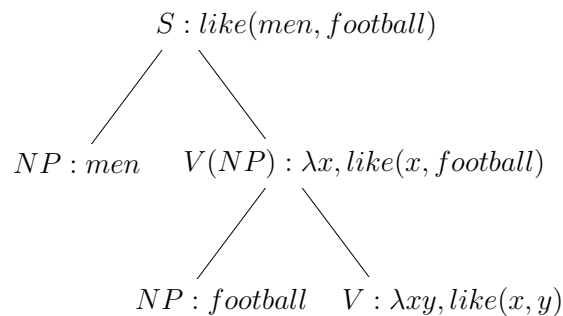 S : like(men, football)
NP : men V(NP) : λx, like(x, football)
NP : football V : λxy, like(x, y)